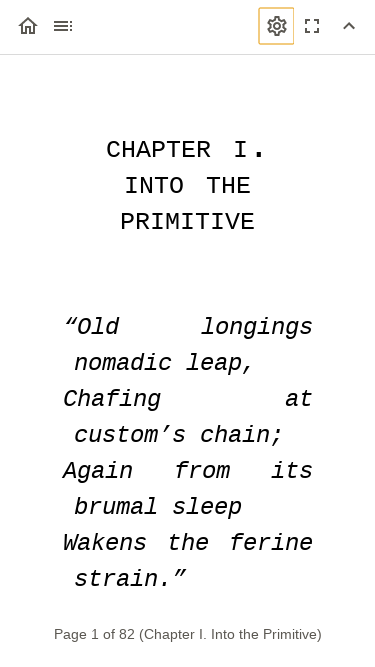 CHAPTER I.
INTO THE
PRIMITIVE
“Old longings
nomadic leap,
Chafing at
custom’s chain;
Again from its
brumal sleep
Wakens the ferine
strain.”
Page 1 of 82 (Chapter I. Into the Primitive)